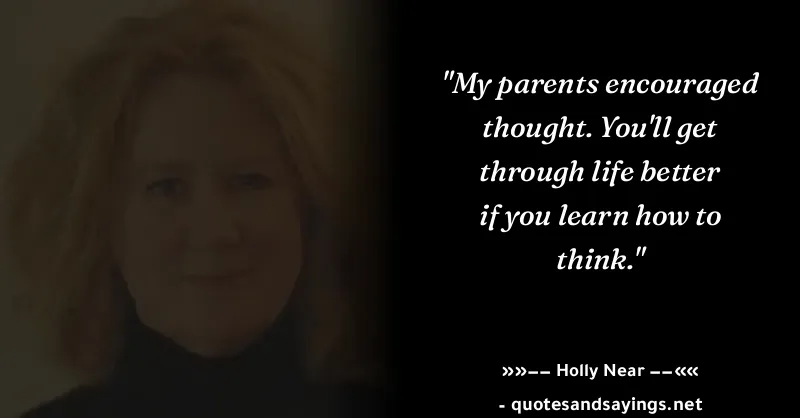 "My parents encouraged
thought. You'll get
through life better
if you learn how to
think."
»»–– Holly Near ––««
- quotesandsayings.net